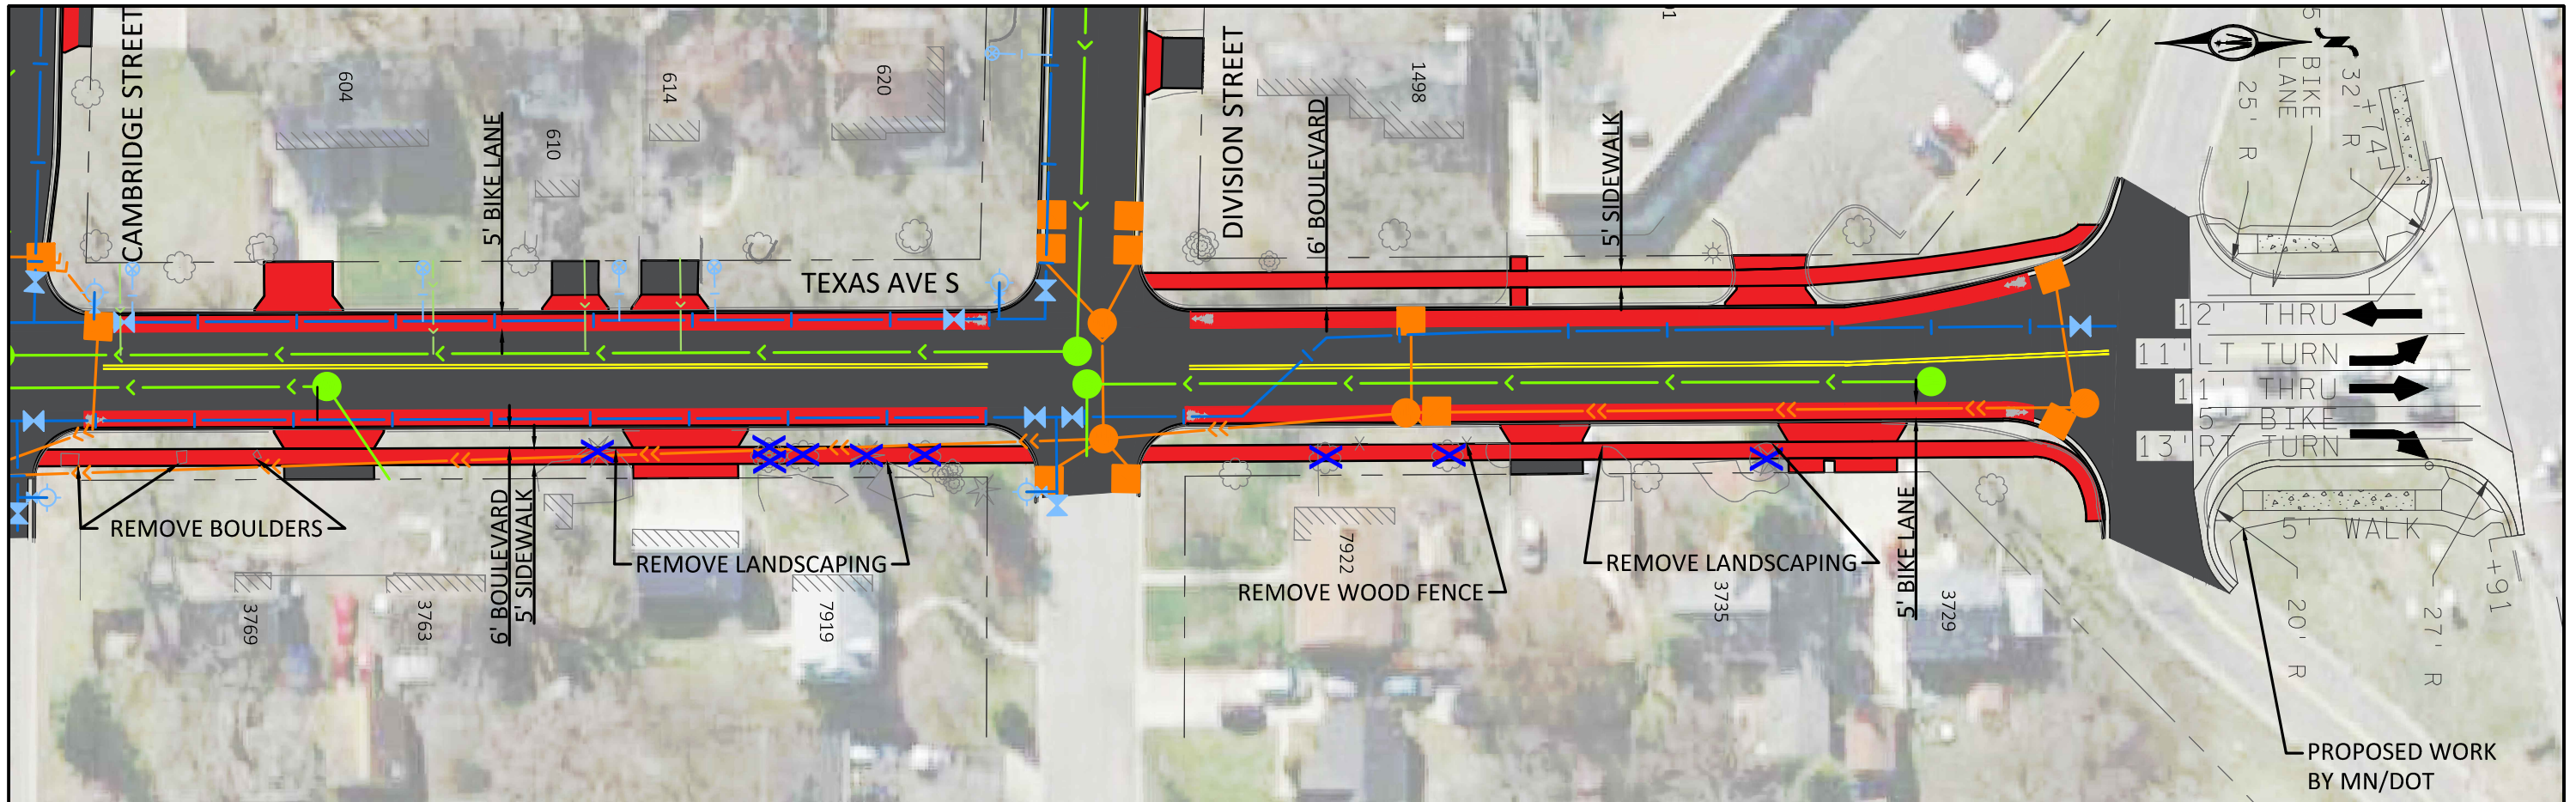 CAMBRIDGE STREET
604
610
614
620
5' BIKE LANE
TEXAS AVE S
DIVISION STREET
1498
6' BOULEVARD
5' SIDEWALK
N
BIKE
LANE
25' R
32' R
+74
12' THRU
11' LT TURN
11' THRU
5' BIKE
13' RT TURN
5' WALK
+91
20' R
27' R
REMOVE BOULDERS
6' BOULEVARD
5' SIDEWALK
REMOVE LANDSCAPING
REMOVE WOOD FENCE
REMOVE LANDSCAPING
5' BIKE LANE
3769
3763
7919
7922
3735
3729
PROPOSED WORK
BY MN/DOT